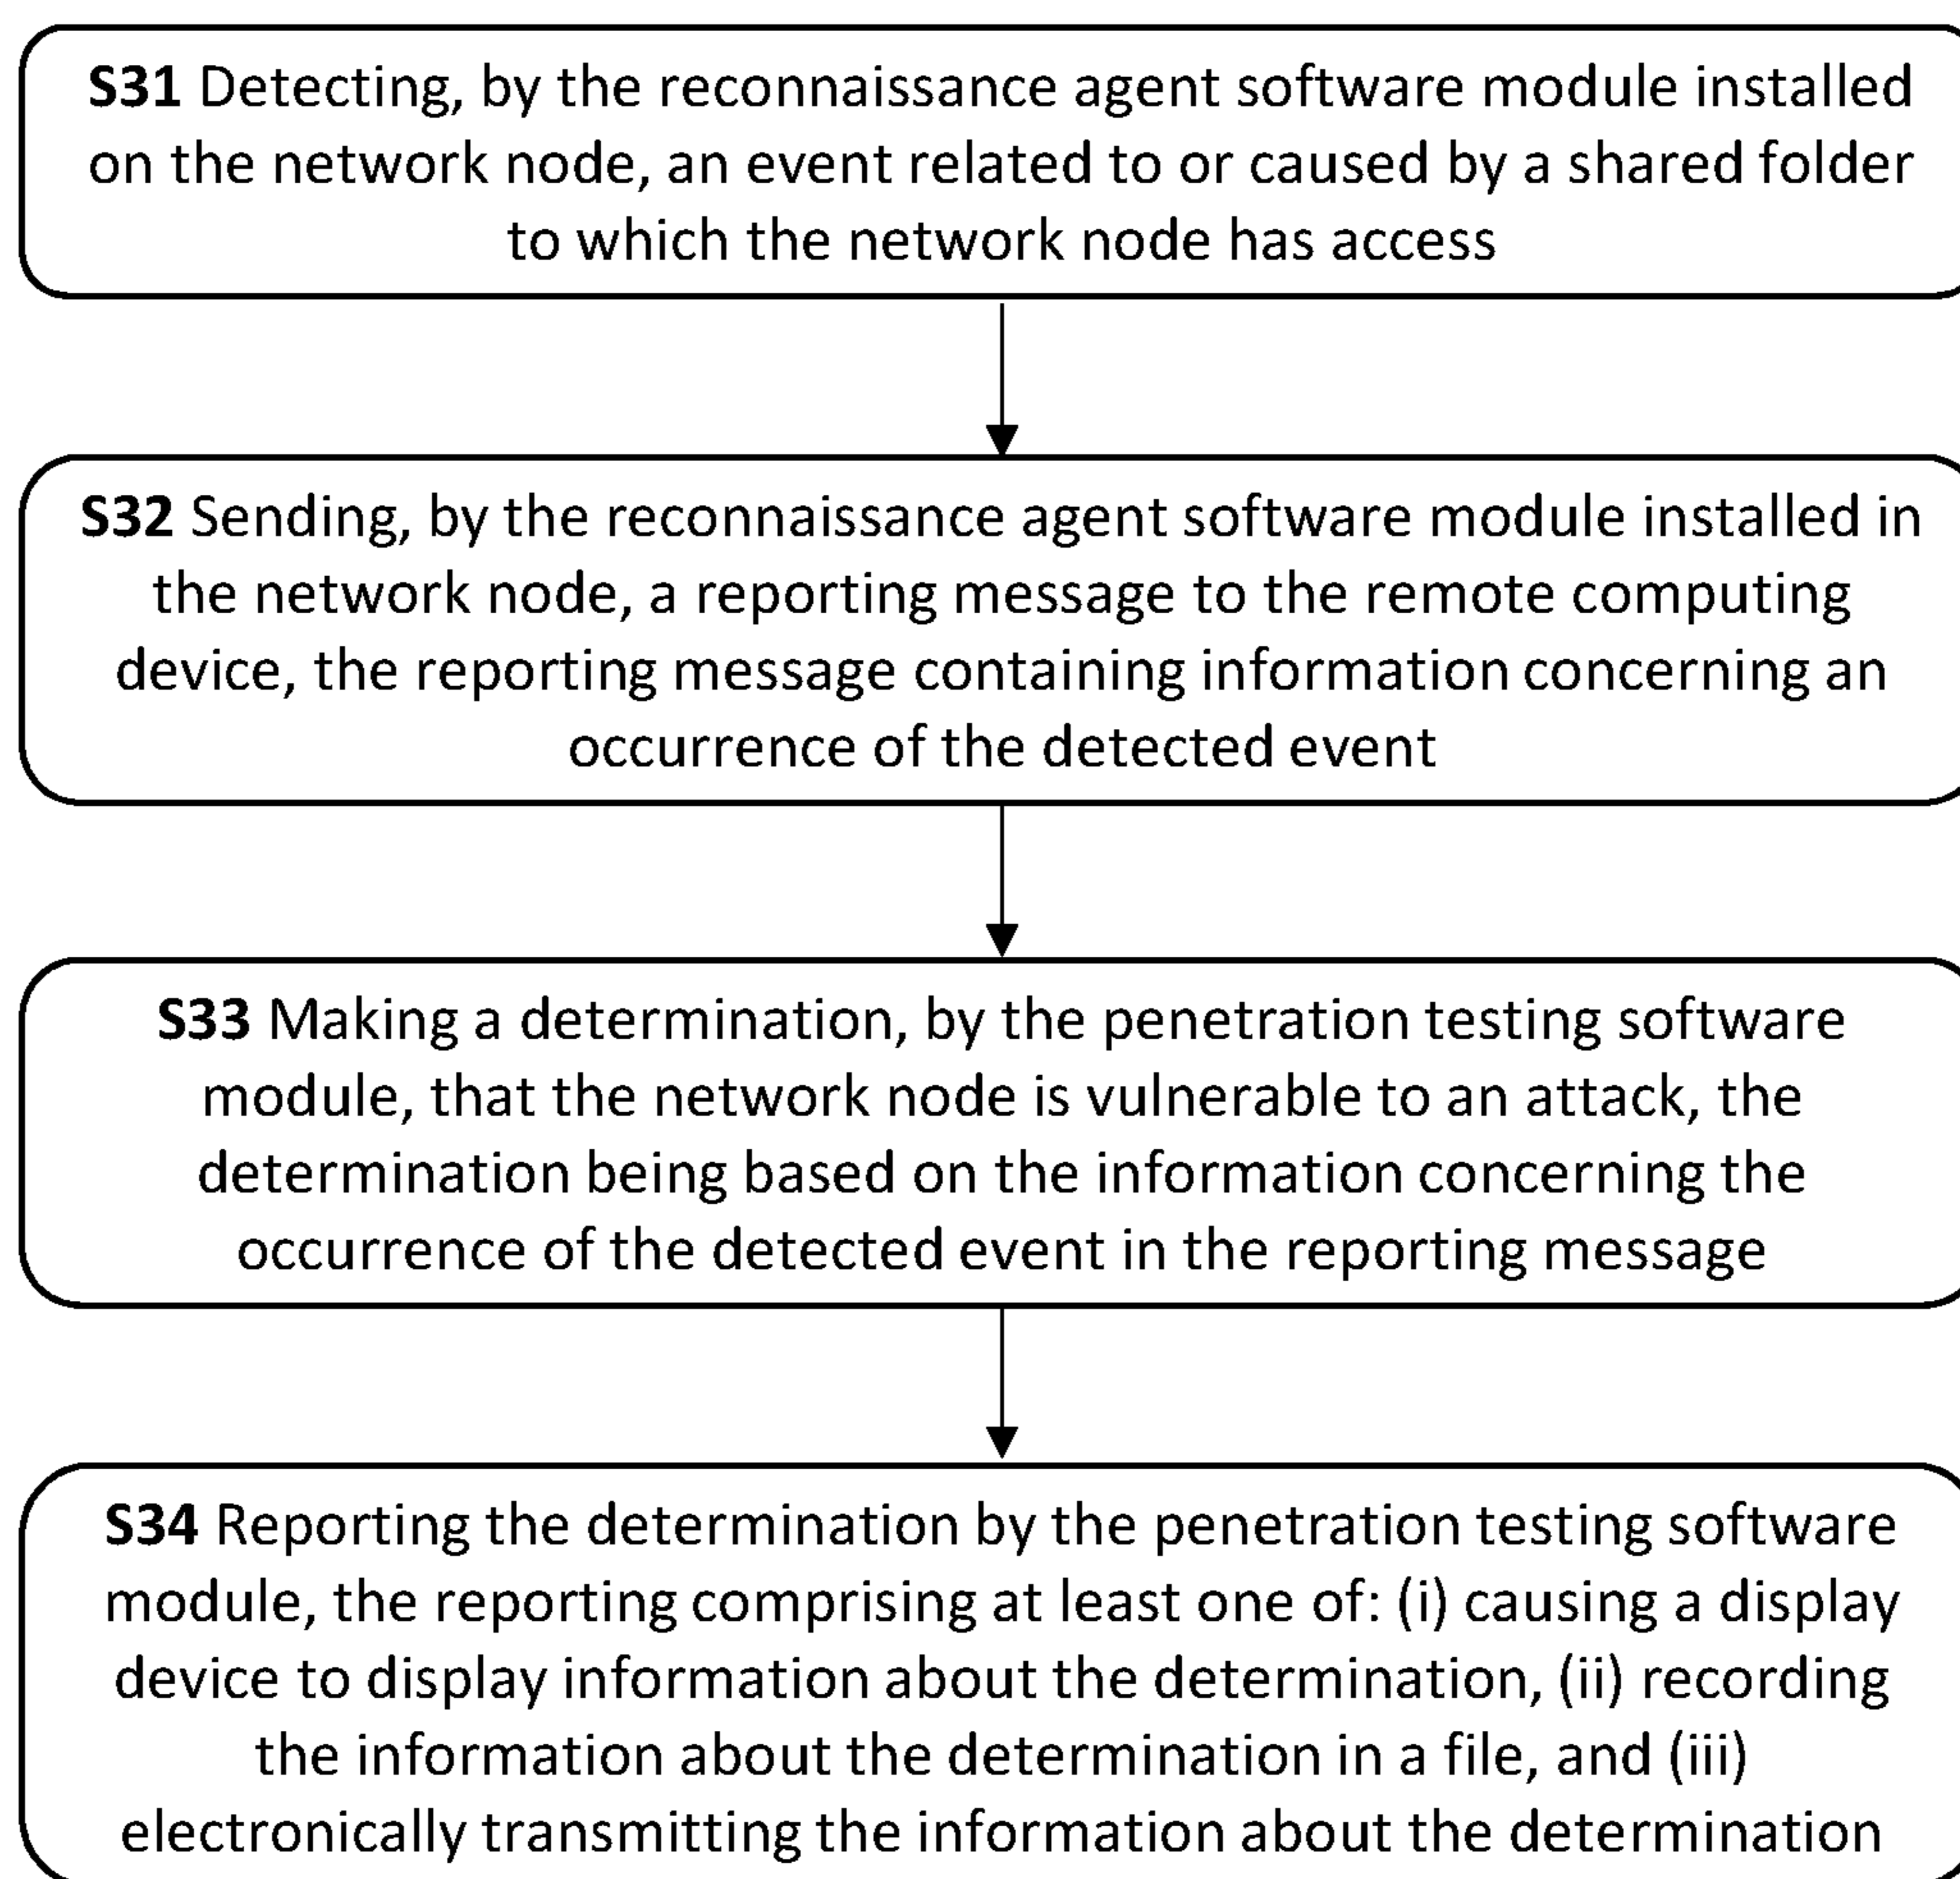 S31 Detecting, by the reconnaissance agent software module installed
on the network node, an event related to or caused by a shared folder
to which the network node has access
S32 Sending, by the reconnaissance agent software module installed in
the network node, a reporting message to the remote computing
device, the reporting message containing information concerning an
occurrence of the detected event
S33 Making a determination, by the penetration testing software
module, that the network node is vulnerable to an attack, the
determination being based on the information concerning the
occurrence of the detected event in the reporting message
S34 Reporting the determination by the penetration testing software
module, the reporting comprising at least one of: (i) causing a display
device to display information about the determination, (ii) recording
the information about the determination in a file, and (iii)
electronically transmitting the information about the determination